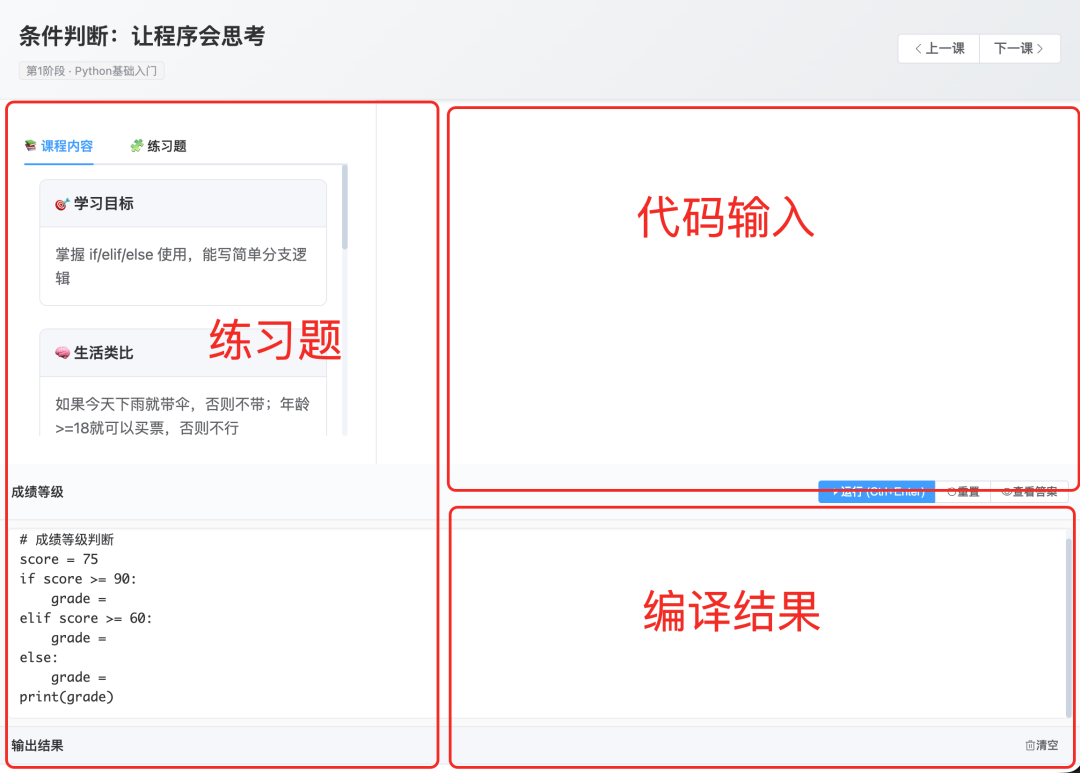 条件判断：让程序会思考
第1阶段 · Python基础入门
上一课
下一课
课程内容
练习题
学习目标
掌握 if/elif/else 使用，能写简单分支逻
辑
生活类比
如果今天下雨就带伞，否则不带；年龄
>=18就可以买票，否则不行
练习题
代码输入
成绩等级
运行 (Ctrl+Enter)
重置
查看答案
# 成绩等级判断
score = 75
if score >= 90:
    grade =
elif score >= 60:
    grade =
else:
    grade =
print(grade)
编译结果
输出结果
清空